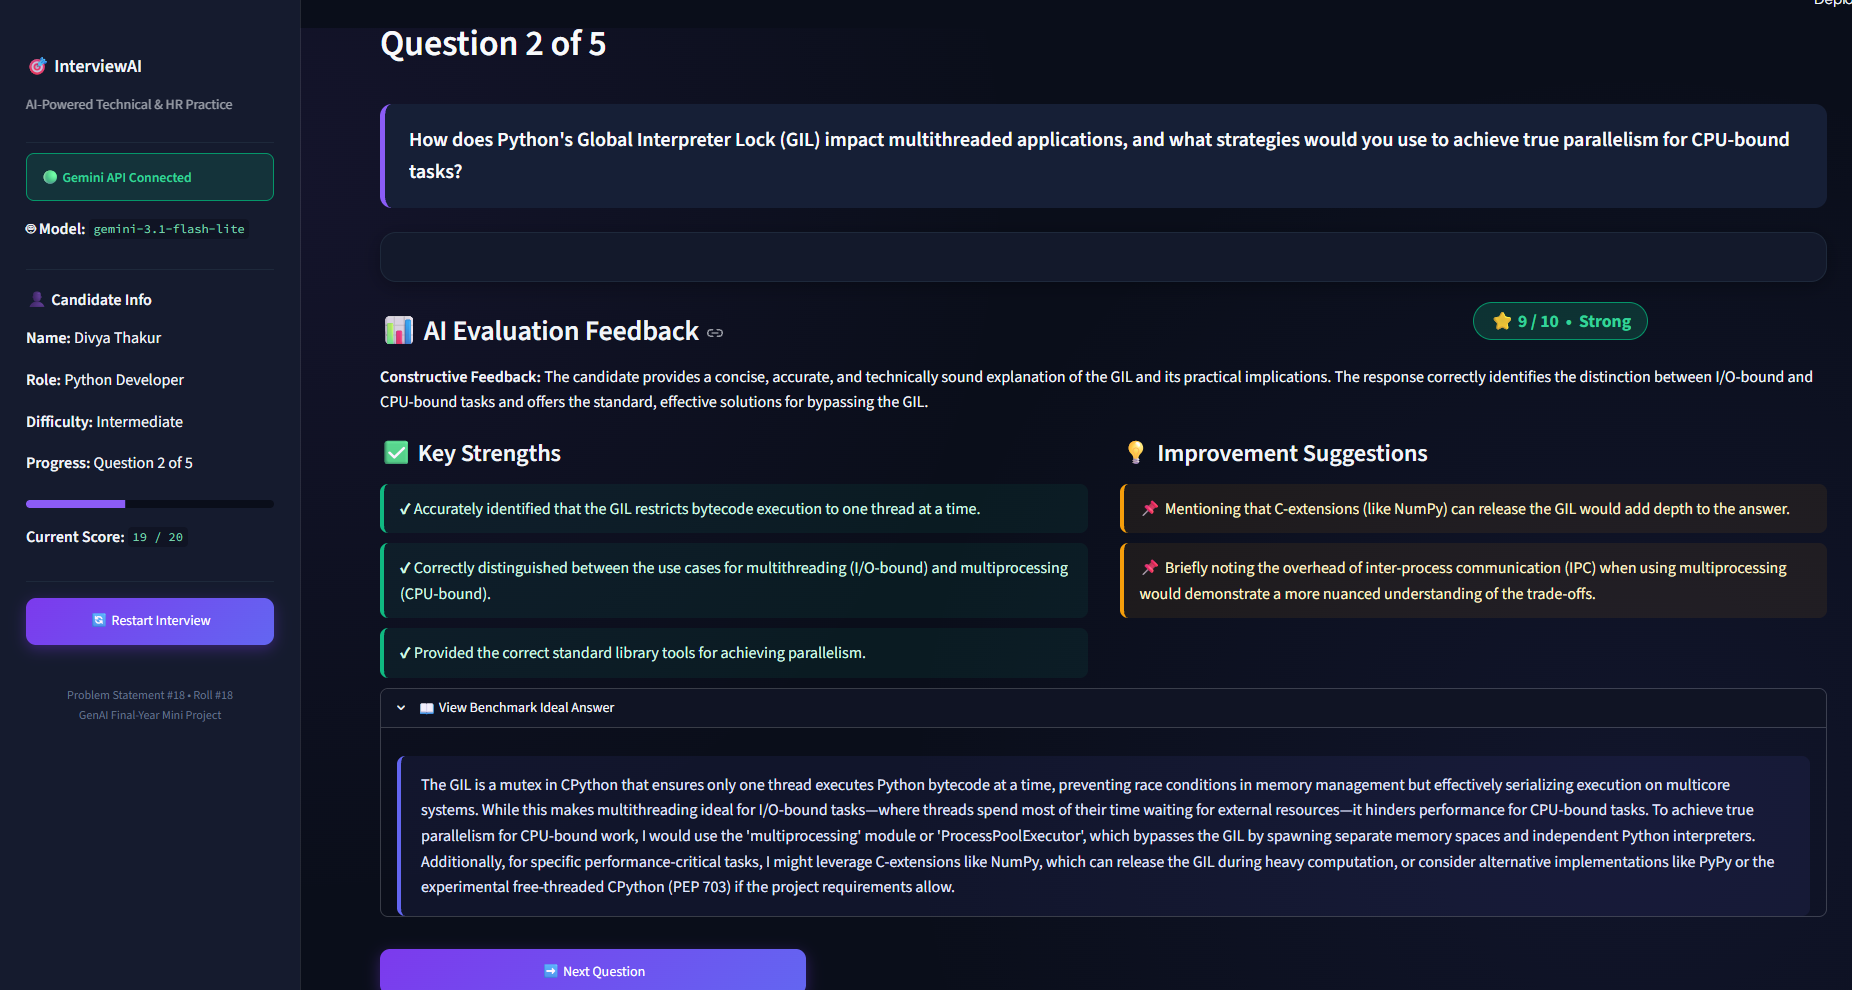 InterviewAI
AI-Powered Technical & HR Practice
Gemini API Connected
Model: gemini-3.1-flash-lite
Candidate Info
Name: Divya Thakur
Role: Python Developer
Difficulty: Intermediate
Progress: Question 2 of 5
Current Score: 19 / 20
Restart Interview
Problem Statement #18 • Roll #18
GenAI Final-Year Mini Project
Question 2 of 5
How does Python's Global Interpreter Lock (GIL) impact multithreaded applications, and what strategies would you use to achieve true parallelism for CPU-bound
tasks?
AI Evaluation Feedback
9 / 10 • Strong
Constructive Feedback: The candidate provides a concise, accurate, and technically sound explanation of the GIL and its practical implications. The response correctly identifies the distinction between I/O-bound and
CPU-bound tasks and offers the standard, effective solutions for bypassing the GIL.
Key Strengths
✔ Accurately identified that the GIL restricts bytecode execution to one thread at a time.
✔ Correctly distinguished between the use cases for multithreading (I/O-bound) and multiprocessing
(CPU-bound).
✔ Provided the correct standard library tools for achieving parallelism.
Improvement Suggestions
Mentioning that C-extensions (like NumPy) can release the GIL would add depth to the answer.
Briefly noting the overhead of inter-process communication (IPC) when using multiprocessing
would demonstrate a more nuanced understanding of the trade-offs.
View Benchmark Ideal Answer
The GIL is a mutex in CPython that ensures only one thread executes Python bytecode at a time, preventing race conditions in memory management but effectively serializing execution on multicore
systems. While this makes multithreading ideal for I/O-bound tasks—where threads spend most of their time waiting for external resources—it hinders performance for CPU-bound tasks. To achieve true
parallelism for CPU-bound work, I would use the 'multiprocessing' module or 'ProcessPoolExecutor', which bypasses the GIL by spawning separate memory spaces and independent Python interpreters.
Additionally, for specific performance-critical tasks, I might leverage C-extensions like NumPy, which can release the GIL during heavy computation, or consider alternative implementations like PyPy or the
experimental free-threaded CPython (PEP 703) if the project requirements allow.
Next Question